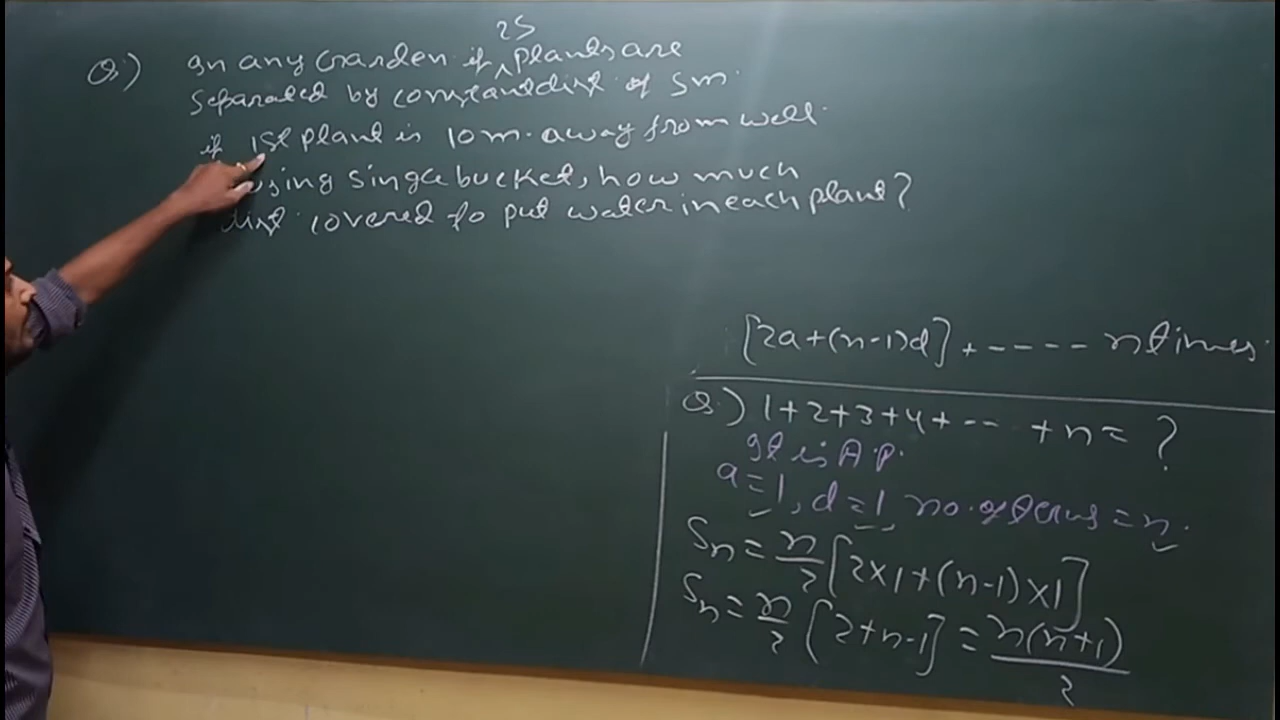 25
Q.) In any Garden if ^ plants are
separated by constant dist of 5m.
if 1st plant is 10m. away from well.
using single bucket, how much
dist covered to put water in each plant?
[2a+(n-1)d] + ---- n times.
Q.) 1+2+3+4+-- +n= ?
It is A.P.
a=1, d=1, no. of terms = n.
Sn = n/2 [2×1+(n-1)×1]
Sn = n/2 [2+n-1] = n(n+1)/2